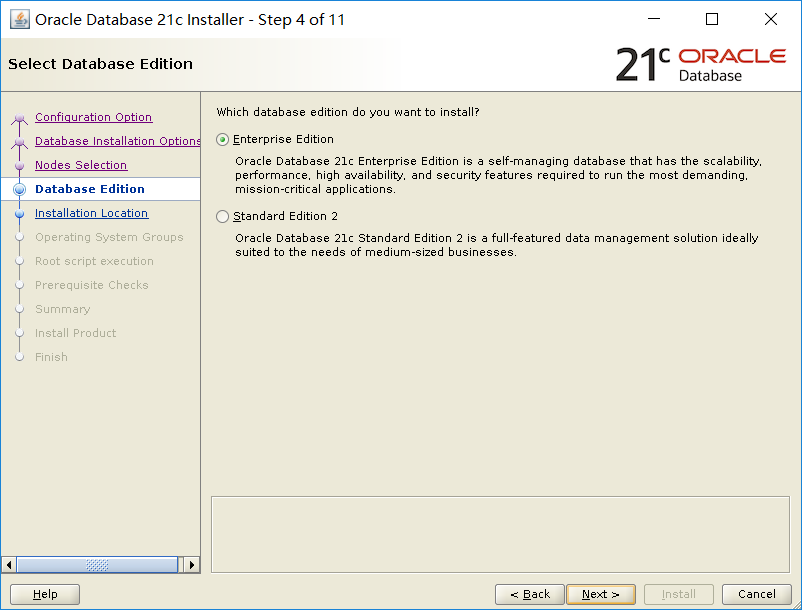 Oracle Database 21c Installer - Step 4 of 11
Select Database Edition
21c ORACLE
Database
Configuration Option
Database Installation Options
Nodes Selection
Database Edition
Installation Location
Operating System Groups
Root script execution
Prerequisite Checks
Summary
Install Product
Finish
Which database edition do you want to install?
Enterprise Edition
Oracle Database 21c Enterprise Edition is a self-managing database that has the scalability,
performance, high availability, and security features required to run the most demanding,
mission-critical applications.
Standard Edition 2
Oracle Database 21c Standard Edition 2 is a full-featured data management solution ideally
suited to the needs of medium-sized businesses.
Help
< Back
Next >
Install
Cancel